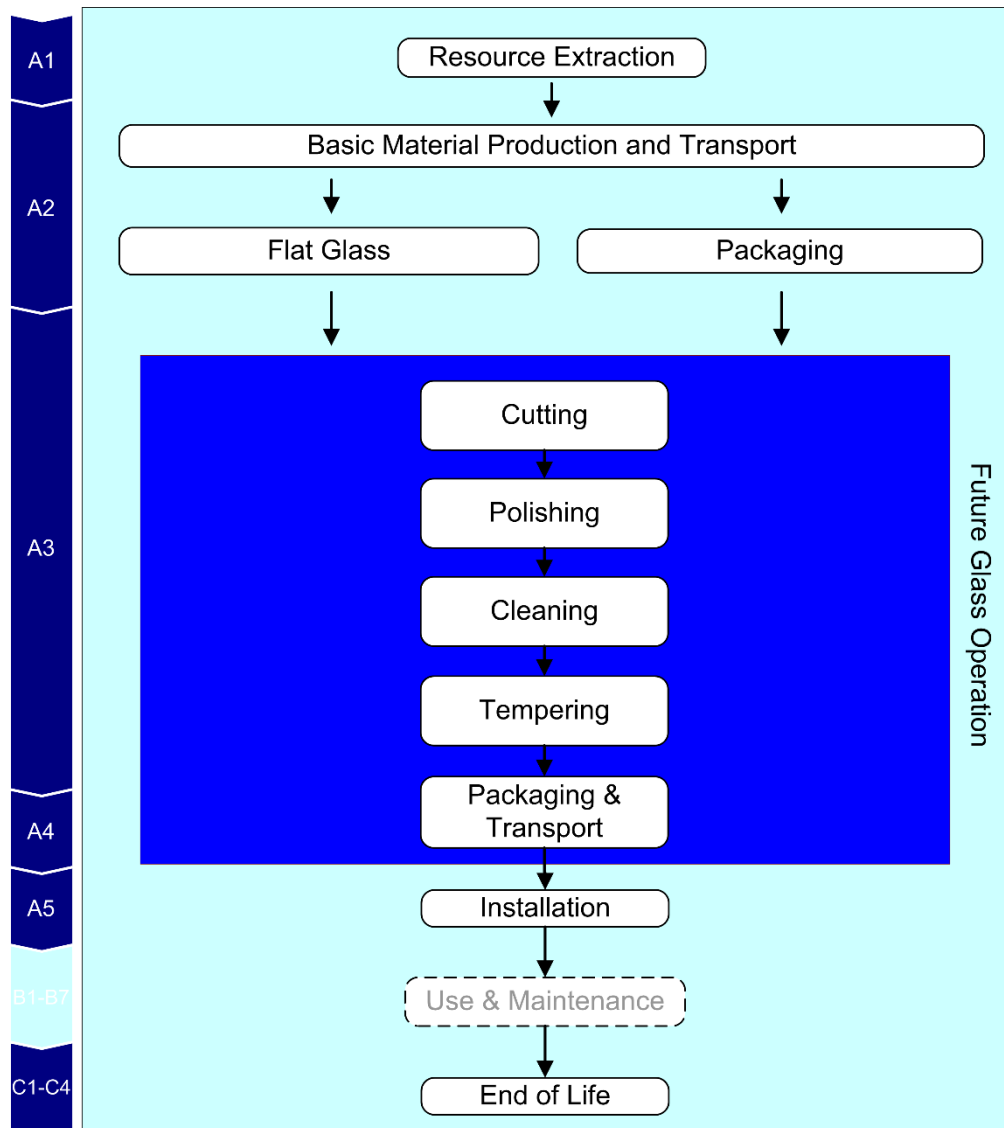 A1
Resource Extraction
Basic Material Production and Transport
A2
Flat Glass
Packaging
A3
Cutting
Polishing
Cleaning
Tempering
Future Glass Operation
A4
Packaging &
Transport
A5
Installation
B1-B7
Use & Maintenance
C1-C4
End of Life